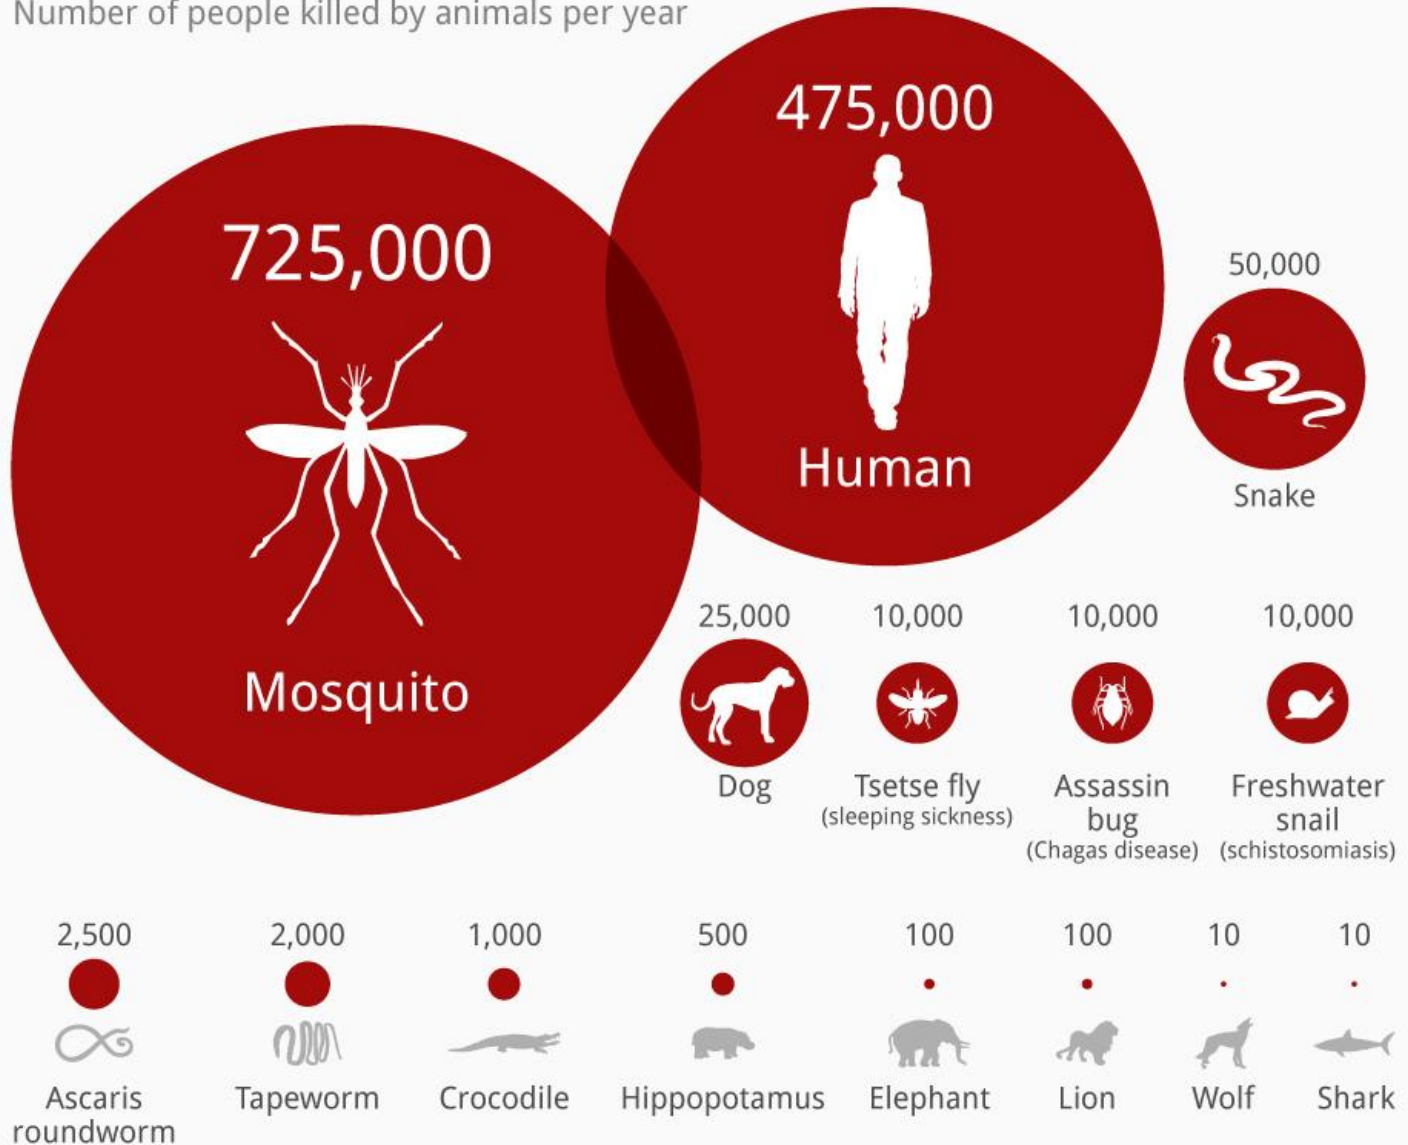 Number of people killed by animals per year
475,000
Human
725,000
Mosquito
50,000
Snake
25,000
Dog
10,000
Tsetse fly
(sleeping sickness)
10,000
Assassin
bug
(Chagas disease)
10,000
Freshwater
snail
(schistosomiasis)
2,500
Ascaris
roundworm
2,000
Tapeworm
1,000
Crocodile
500
Hippopotamus
100
Elephant
100
Lion
10
Wolf
10
Shark